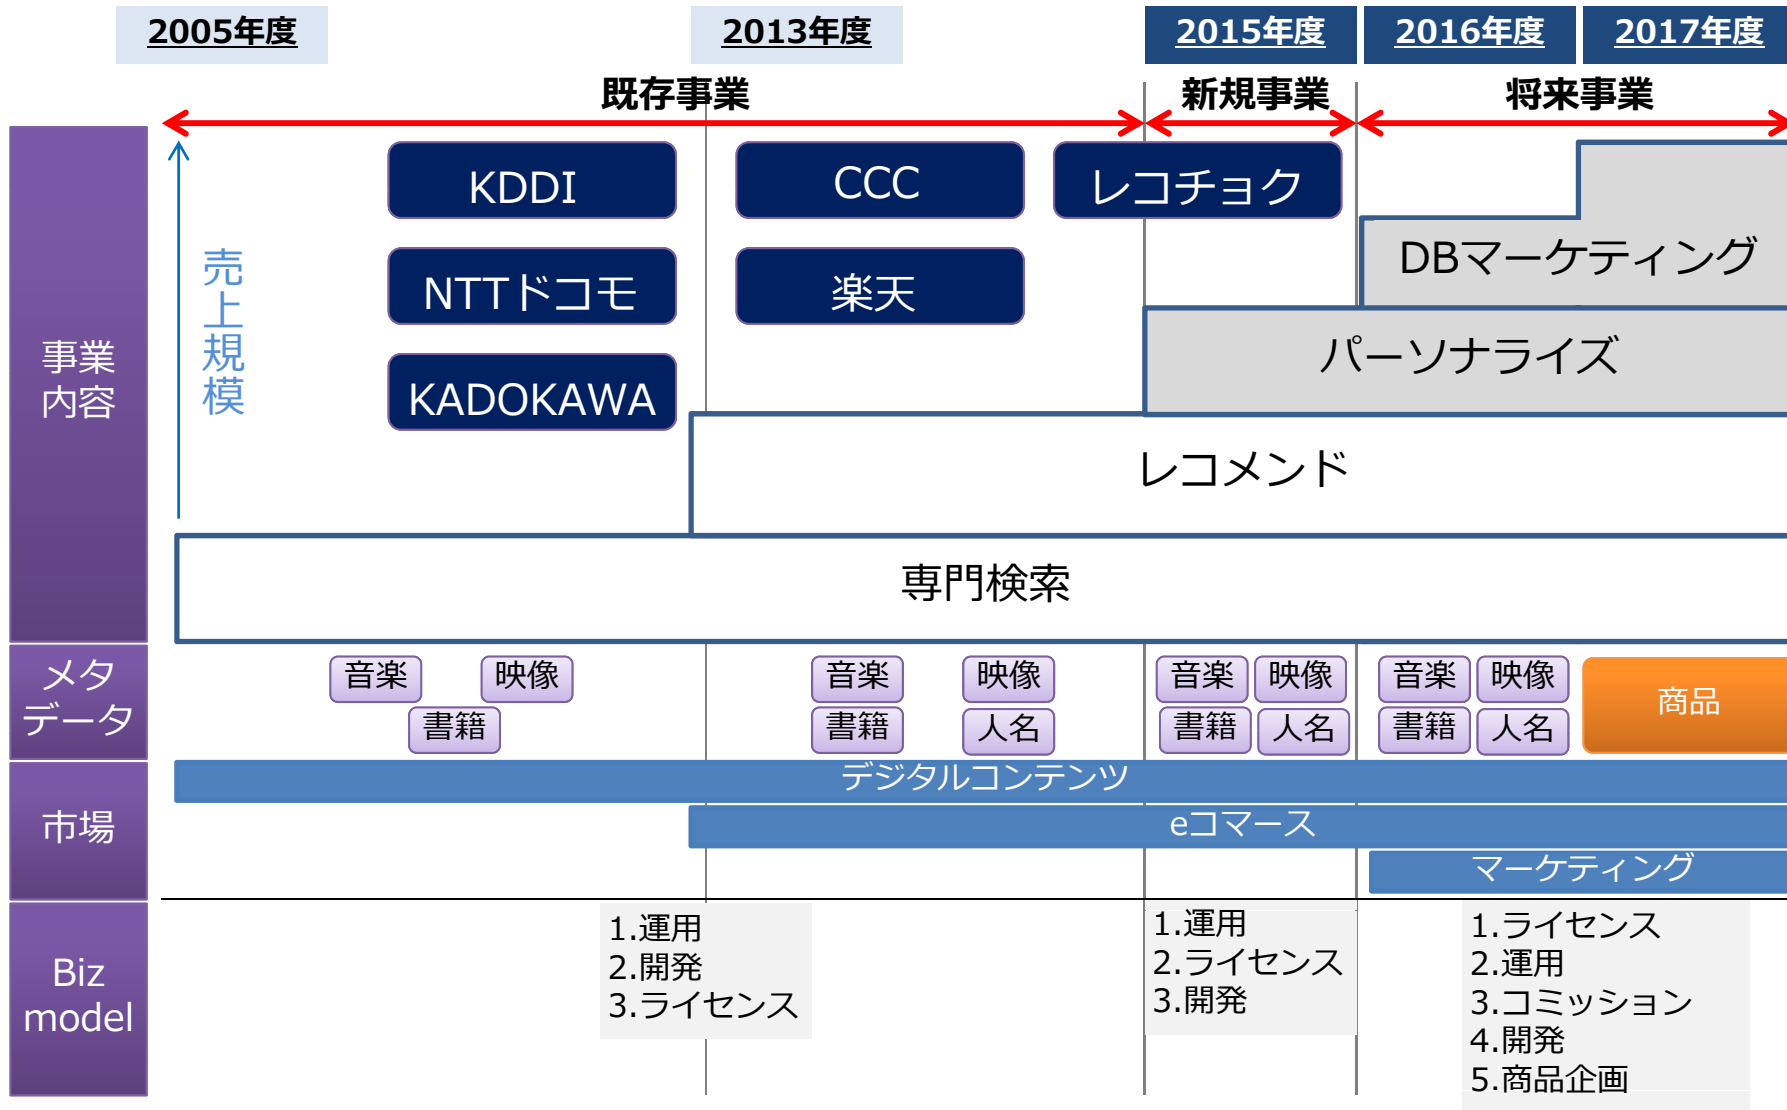 2005年度
2013年度
2015年度
2016年度
2017年度
既存事業
新規事業
将来事業
事業
内容
売上規模
KDDI
CCC
レコチョク
NTTドコモ
楽天
KADOKAWA
DBマーケティング
パーソナライズ
レコメンド
専門検索
メタ
データ
音楽
映像
書籍
音楽
映像
書籍
人名
音楽
映像
書籍
人名
音楽
映像
書籍
人名
商品
市場
デジタルコンテンツ
eコマース
マーケティング
Biz
model
1.運用
2.開発
3.ライセンス
1.運用
2.ライセンス
3.開発
1.ライセンス
2.運用
3.コミッション
4.開発
5.商品企画